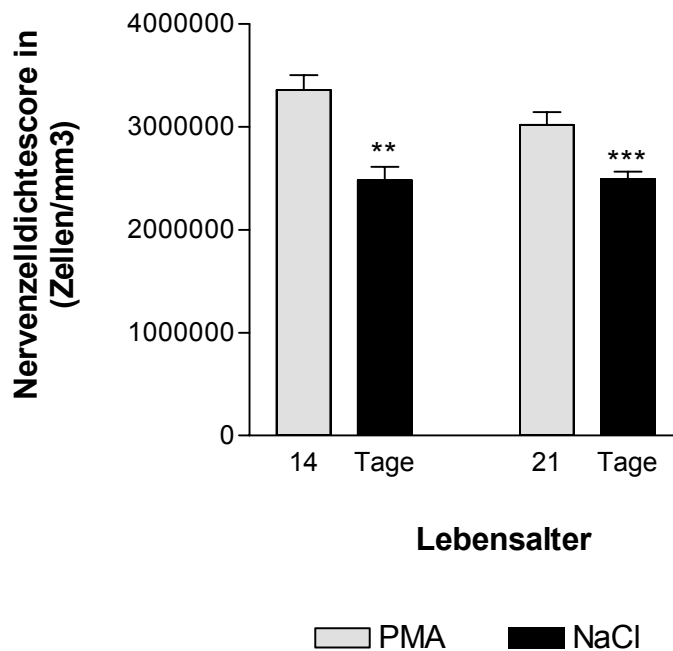 Nervenzelldichtescore in
(Zellen/mm3)
4000000
3000000
2000000
1000000
0
**
***
14 Tage 21 Tage
Lebensalter
PMA NaCl